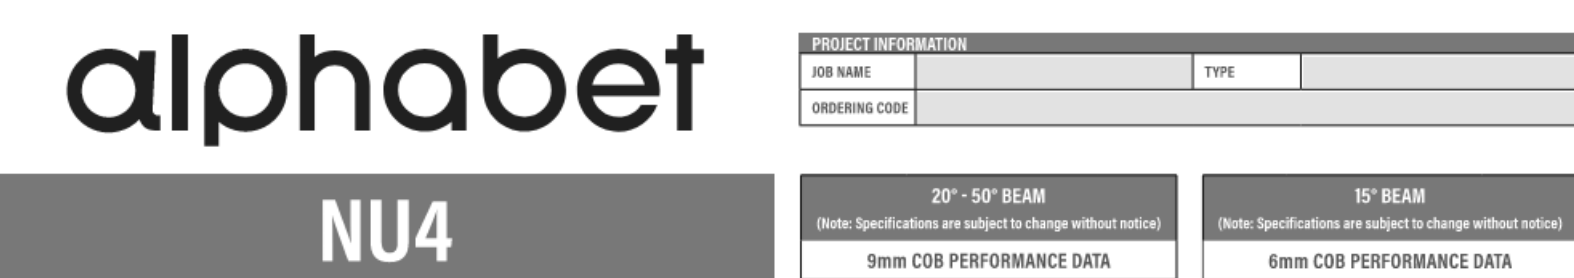 alphabet
NU4
PROJECT INFORMATION
JOB NAME
TYPE
ORDERING CODE
20° - 50° BEAM
(Note: Specifications are subject to change without notice)
9mm COB PERFORMANCE DATA
15° BEAM
(Note: Specifications are subject to change without notice)
6mm COB PERFORMANCE DATA